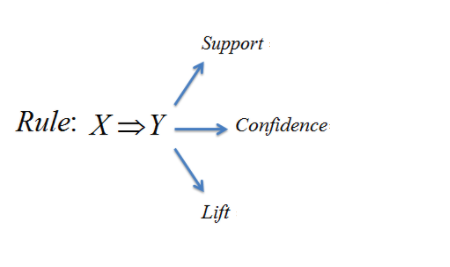 Support
Rule: X ⇒ Y
Confidence
Lift